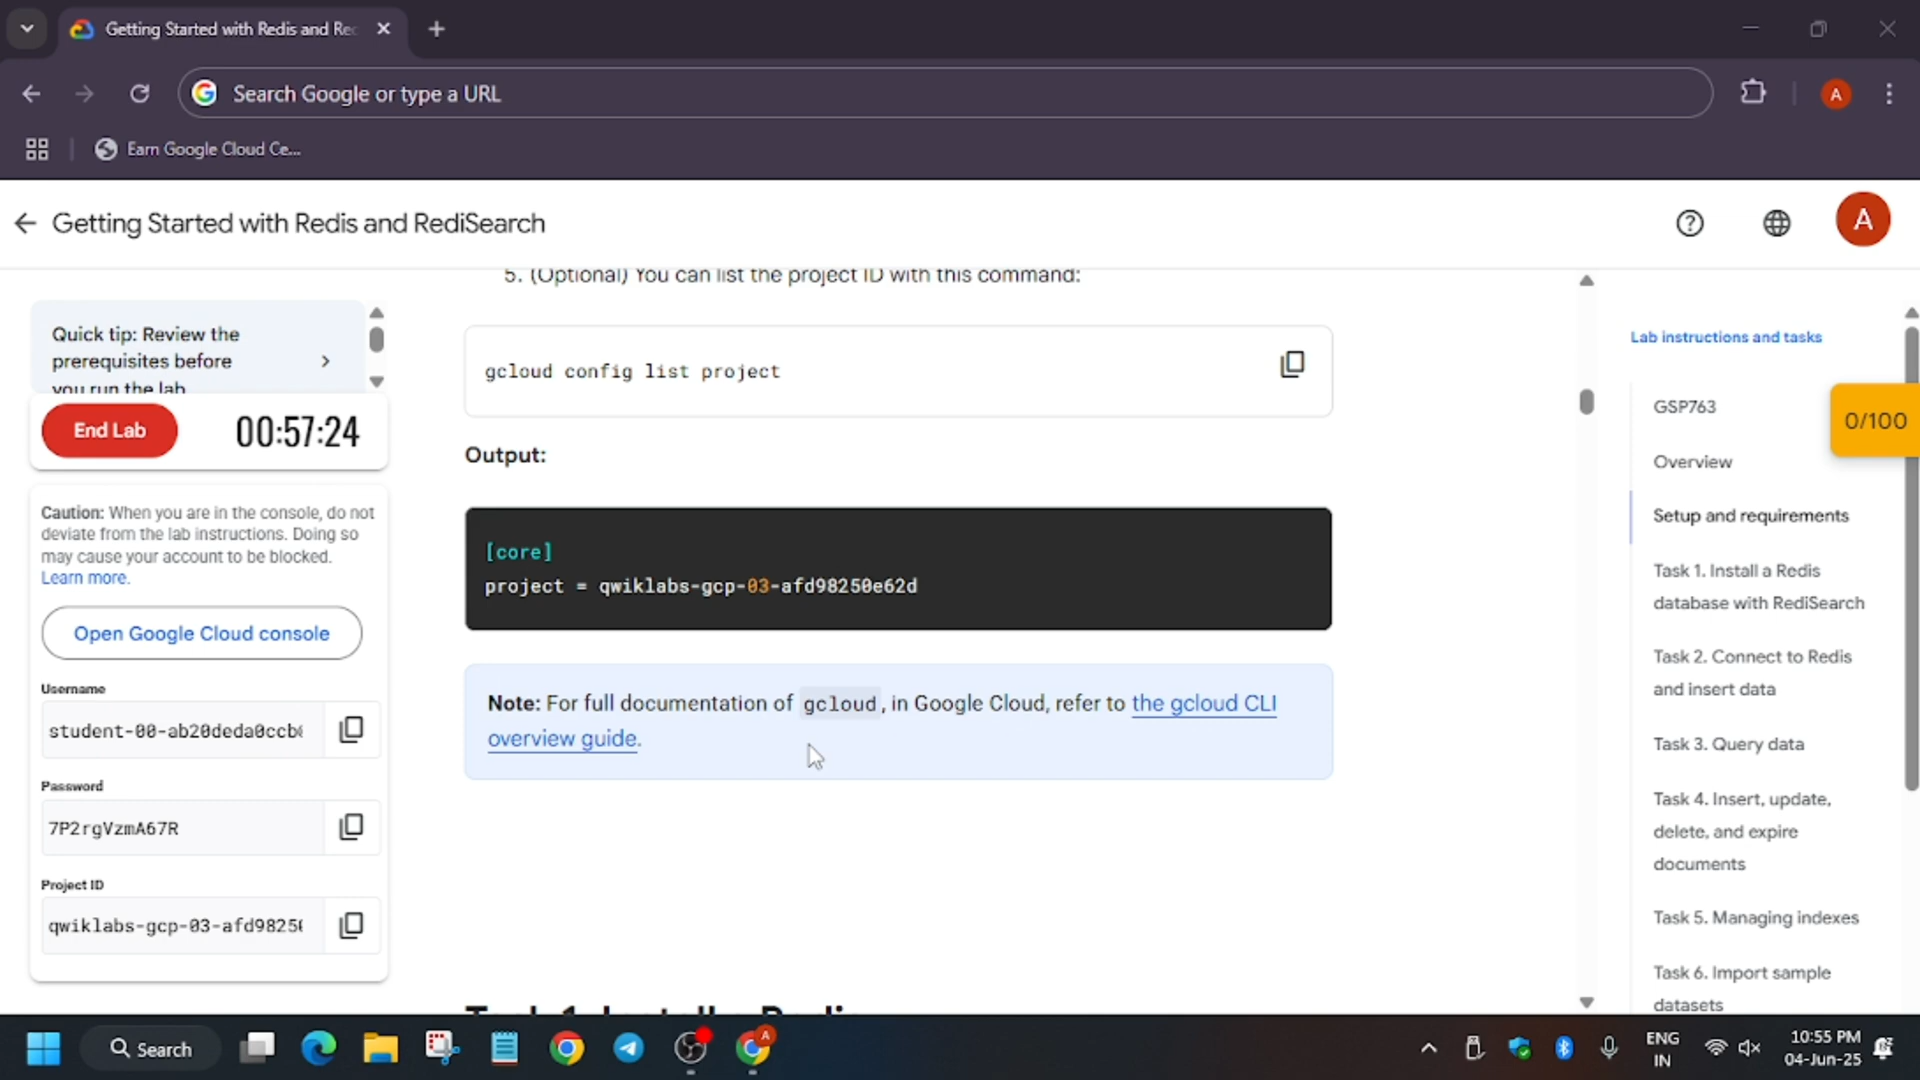 Getting Started with Redis and Rec
Search Google or type a URL
A
Earn Google Cloud Ce...
Getting Started with Redis and RediSearch
A
Quick tip: Review the
prerequisites before
you run the lab
End Lab
00:57:24
Caution: When you are in the console, do not
deviate from the lab instructions. Doing so
may cause your account to be blocked.
Learn more.
Open Google Cloud console
Username
student-00-ab20deda0ccb
Password
7P2rgVzmA67R
Project ID
qwiklabs-gcp-03-afd9825
5. (Optional) You can list the project ID with this command:
gcloud config list project
Output:
[core]
project = qwiklabs-gcp-03-afd98250e62d
Note: For full documentation of gcloud, in Google Cloud, refer to the gcloud CLI
overview guide.
Task 1. Install a Redis
Lab instructions and tasks
GSP763
0/100
Overview
Setup and requirements
Task 1. Install a Redis
database with RediSearch
Task 2. Connect to Redis
and insert data
Task 3. Query data
Task 4. Insert, update,
delete, and expire
documents
Task 5. Managing indexes
Task 6. Import sample
datasets
Search
A
ENG
IN
10:55 PM
04-Jun-25